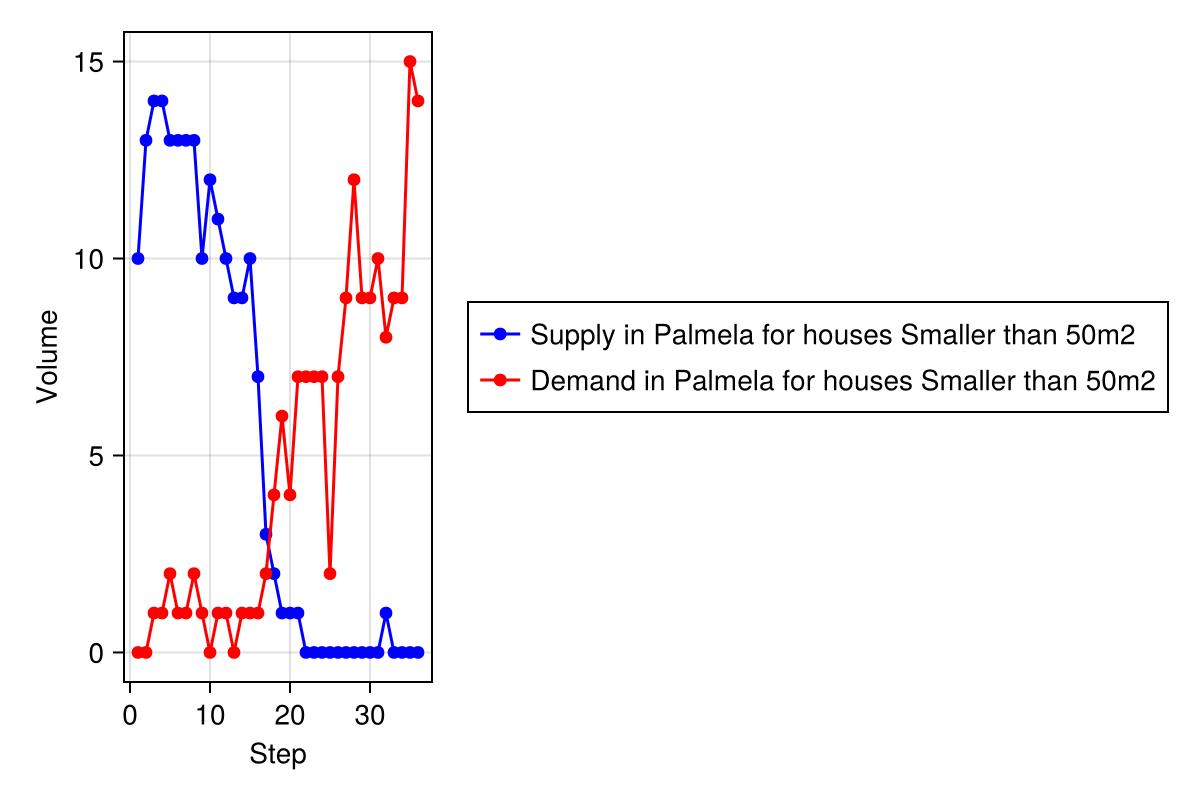 15
10
5
0
Volume
0 10 20 30
Step
Supply in Palmela for houses Smaller than 50m2
Demand in Palmela for houses Smaller than 50m2